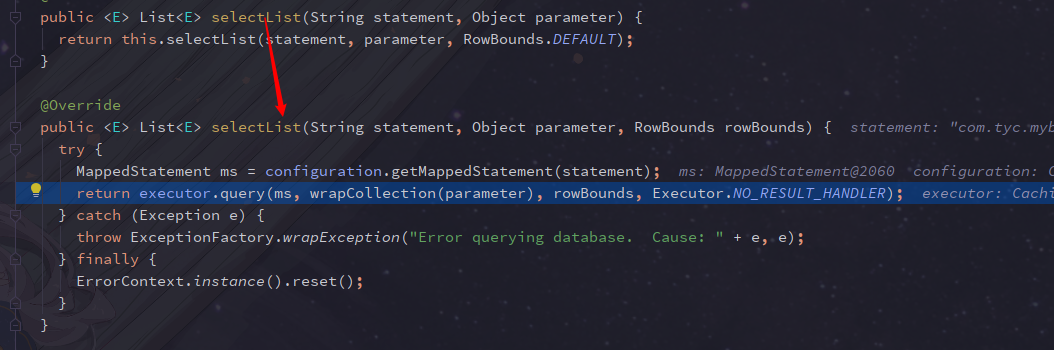 public <E> List<E> selectList(String statement, Object parameter) {
return this.selectList(statement, parameter, RowBounds.DEFAULT);
}
@Override
public <E> List<E> selectList(String statement, Object parameter, RowBounds rowBounds) { statement: "com.tyc.myb
try {
MappedStatement ms = configuration.getMappedStatement(statement); ms: MappedStatement@2060 configuration: C
return executor.query(ms, wrapCollection(parameter), rowBounds, Executor.NO_RESULT_HANDLER); executor: Cachi
} catch (Exception e) {
throw ExceptionFactory.wrapException("Error querying database.  Cause: " + e, e);
} finally {
ErrorContext.instance().reset();
}
}